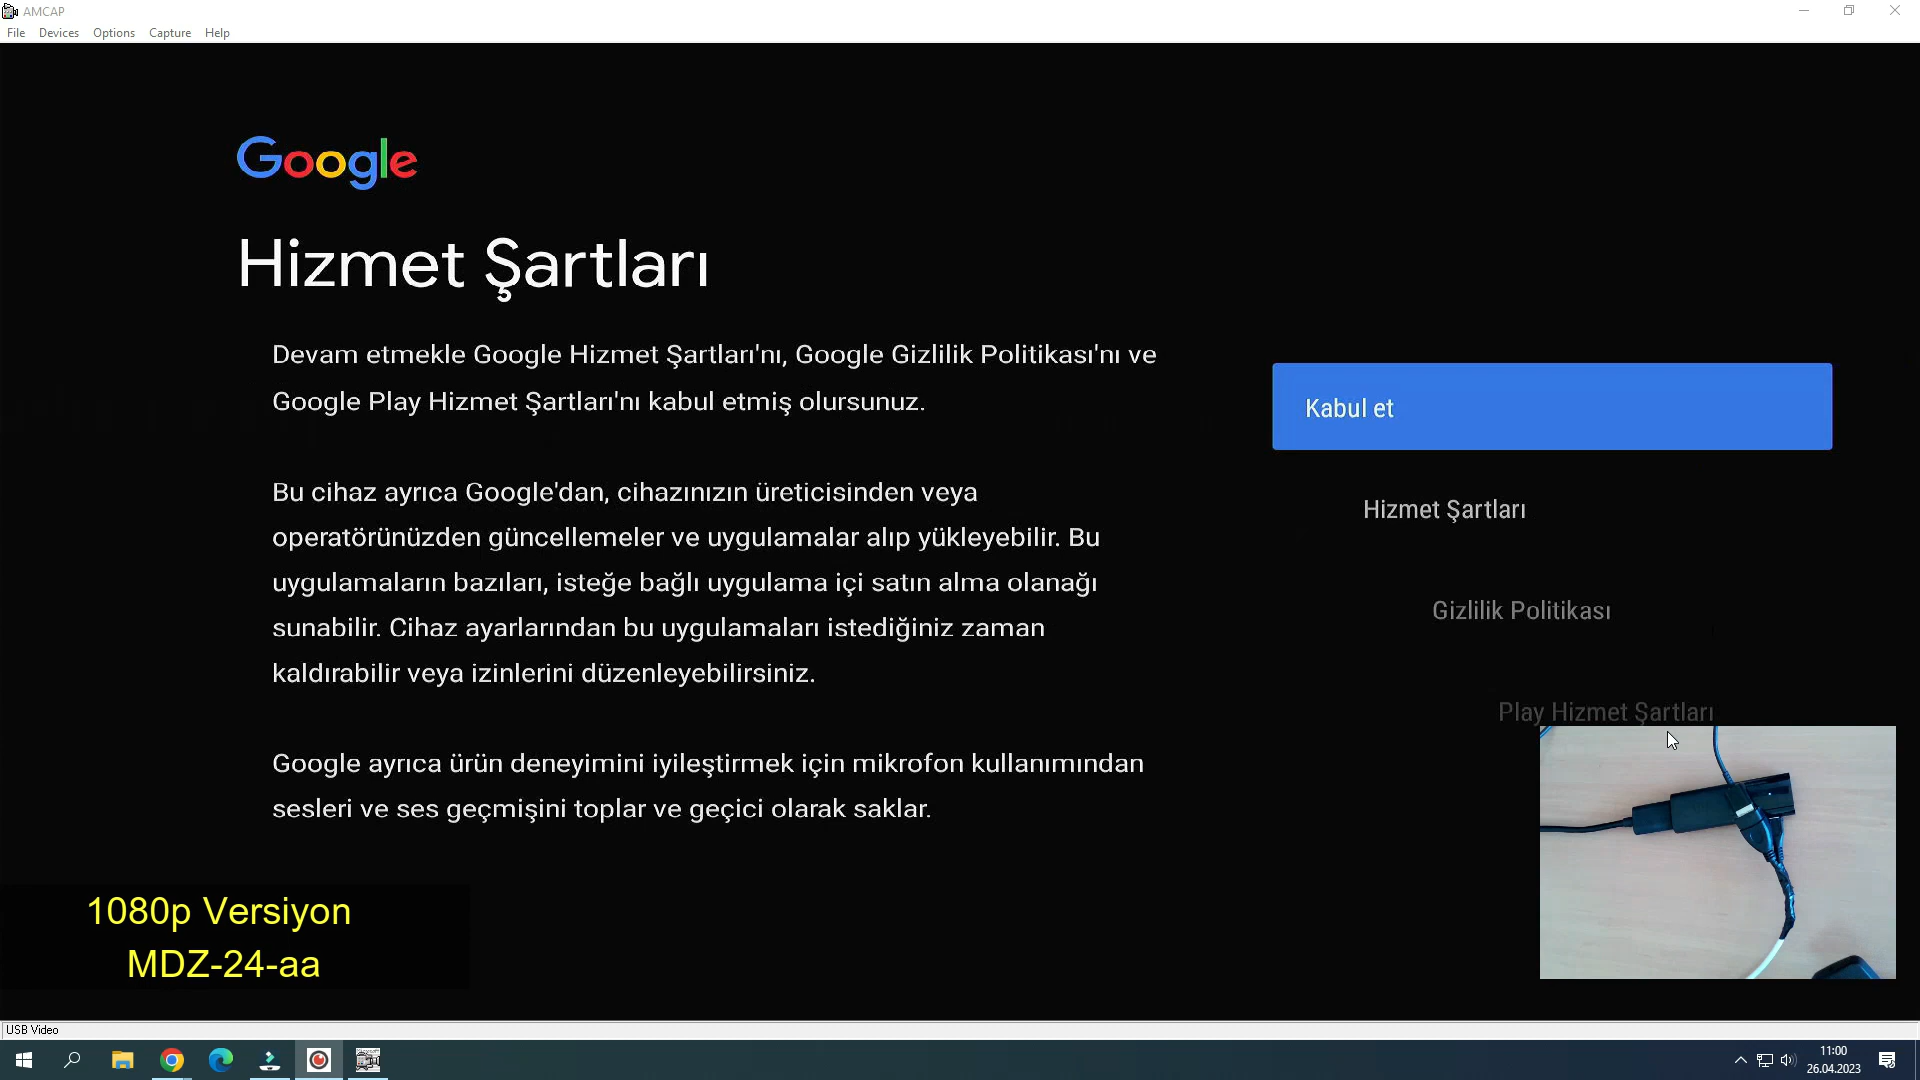 AMCAP
File Devices Options Capture Help
Google
Hizmet Şartları
Devam etmekle Google Hizmet Şartları'nı, Google Gizlilik Politikası'nı ve
Google Play Hizmet Şartları'nı kabul etmiş olursunuz.
Bu cihaz ayrıca Google'dan, cihazınızın üreticisinden veya
operatörünüzden güncellemeler ve uygulamalar alıp yükleyebilir. Bu
uygulamaların bazıları, isteğe bağlı uygulama içi satın alma olanağı
sunabilir. Cihaz ayarlarından bu uygulamaları istediğiniz zaman
kaldırabilir veya izinlerini düzenleyebilirsiniz.
Google ayrıca ürün deneyimini iyileştirmek için mikrofon kullanımından
sesleri ve ses geçmişini toplar ve geçici olarak saklar.
Kabul et
Hizmet Şartları
Gizlilik Politikası
Play Hizmet Şartları
1080p Versiyon
MDZ-24-aa
USB Video
11:00
26.04.2023